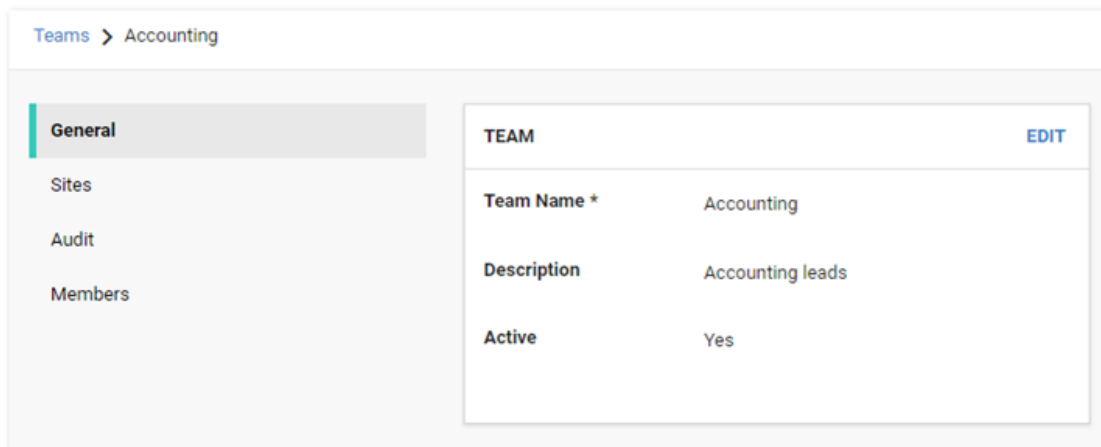 Teams > Accounting
General
Sites
Audit
Members
TEAM EDIT
Team Name * Accounting
Description Accounting leads
Active Yes